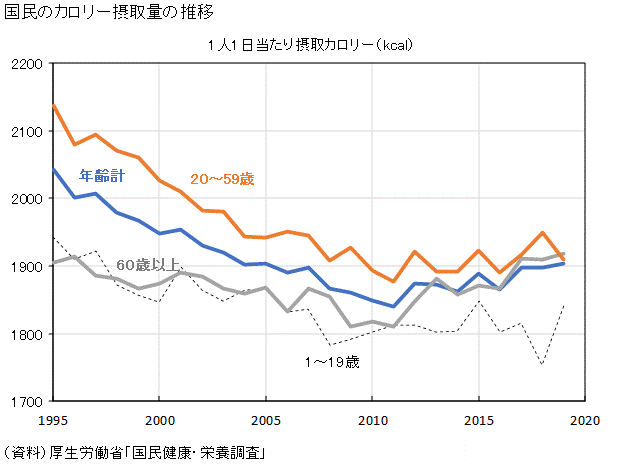 国民のカロリー摂取量の推移
1人1日当たり摂取カロリー(kcal)
2200
2100
2000
1900
1800
1700
年齢計
20～59歳
60歳以上
1～19歳
1995 2000 2005 2010 2015 2020
(資料)厚生労働省「国民健康・栄養調査」